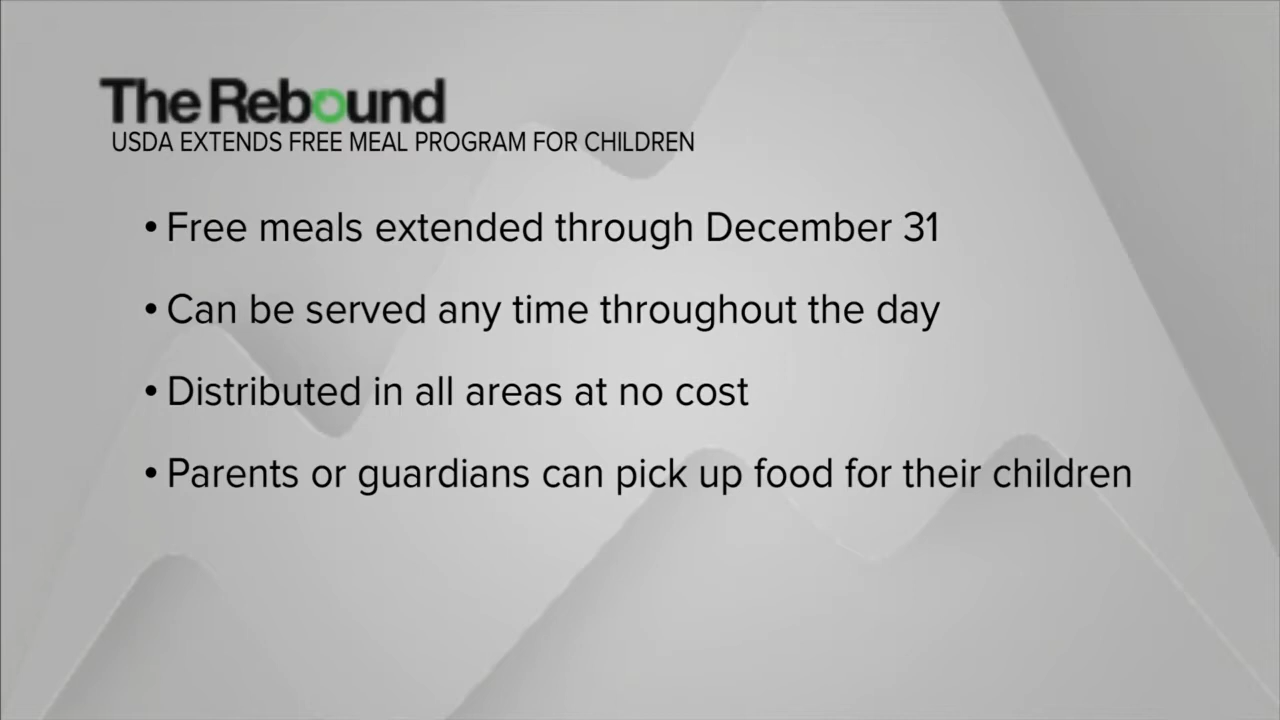 The Rebound
USDA EXTENDS FREE MEAL PROGRAM FOR CHILDREN
• Free meals extended through December 31
• Can be served any time throughout the day
• Distributed in all areas at no cost
• Parents or guardians can pick up food for their children